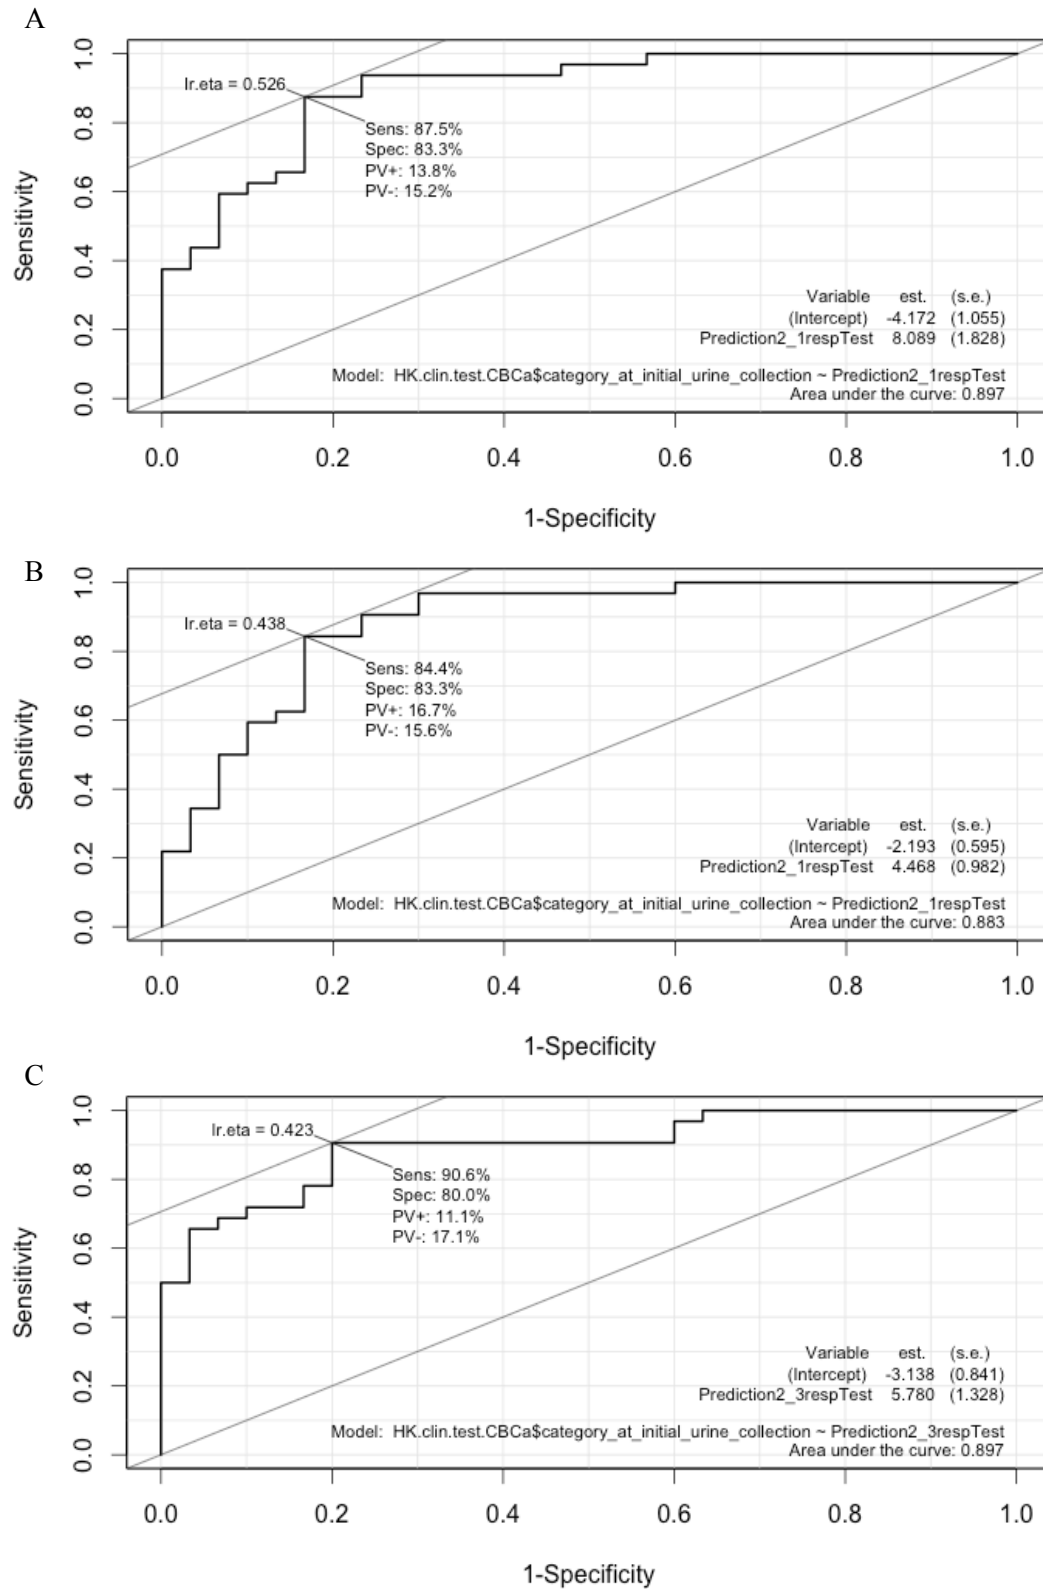 A
1.0
0.8
0.6
0.4
0.2
0.0
Sensitivity
lr.eta = 0.526
Sens: 87.5%
Spec: 83.3%
PV+: 13.8%
PV-: 15.2%
Variable est. (s.e.)
(Intercept) -4.172 (1.055)
Prediction2_1respTest 8.089 (1.828)
Model: HK.clin.test.CBCa$category_at_initial_urine_collection ~ Prediction2_1respTest
Area under the curve: 0.897
0.0 0.2 0.4 0.6 0.8 1.0
1-Specificity
B
1.0
0.8
0.6
0.4
0.2
0.0
Sensitivity
lr.eta = 0.438
Sens: 84.4%
Spec: 83.3%
PV+: 16.7%
PV-: 15.6%
Variable est. (s.e.)
(Intercept) -2.193 (0.595)
Prediction2_1respTest 4.468 (0.982)
Model: HK.clin.test.CBCa$category_at_initial_urine_collection ~ Prediction2_1respTest
Area under the curve: 0.883
0.0 0.2 0.4 0.6 0.8 1.0
1-Specificity
C
1.0
0.8
0.6
0.4
0.2
0.0
Sensitivity
lr.eta = 0.423
Sens: 90.6%
Spec: 80.0%
PV+: 11.1%
PV-: 17.1%
Variable est. (s.e.)
(Intercept) -3.138 (0.841)
Prediction2_3respTest 5.780 (1.328)
Model: HK.clin.test.CBCa$category_at_initial_urine_collection ~ Prediction2_3respTest
Area under the curve: 0.897
0.0 0.2 0.4 0.6 0.8 1.0
1-Specificity